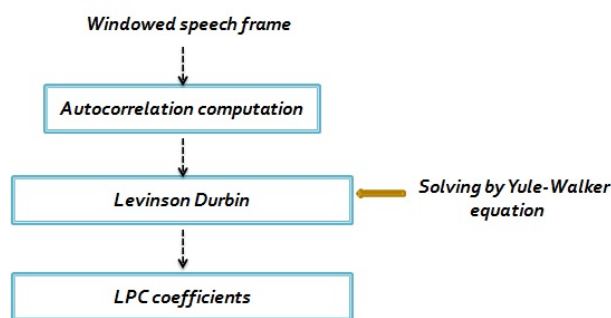 Windowed speech frame
Autocorrelation computation
Levinson Durbin
Solving by Yule-Walker
equation
LPC coefficients